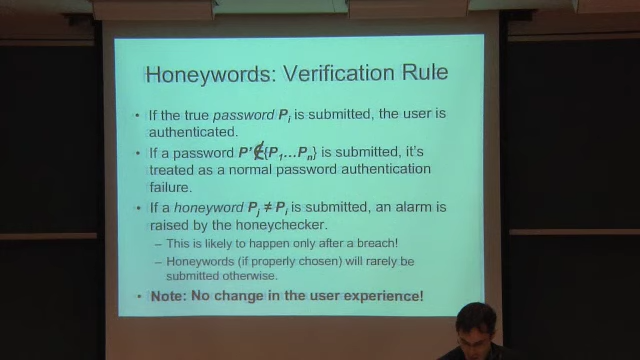 Honeywords: Verification Rule
• If the true password Pi is submitted, the user is
authenticated.
• If a password P' ∉{P1,...Pn} is submitted, it's
treated as a normal password authentication
failure.
• If a honeyword Pj ≠ Pi is submitted, an alarm is
raised by the honeychecker.
– This is likely to happen only after a breach!
– Honeywords (if properly chosen) will rarely be
submitted otherwise.
• Note: No change in the user experience!